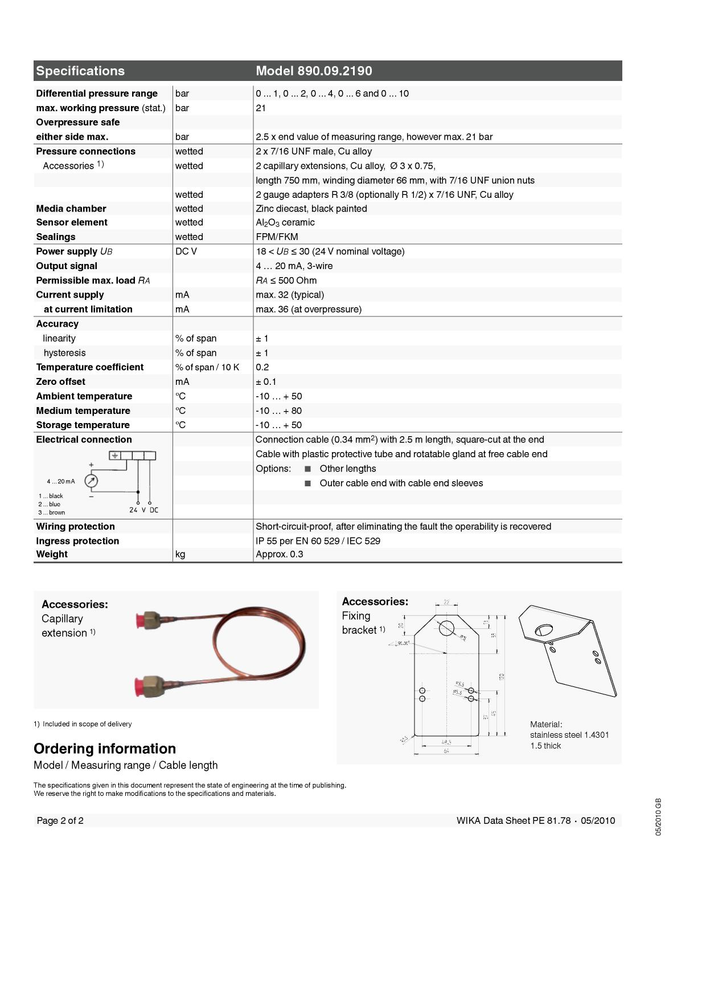 Specifications Model 890.09.2190
Differential pressure range bar 0 ... 1, 0 ... 2, 0 ... 4, 0 ... 6 and 0 ... 10
max. working pressure (stat.) bar 21
Overpressure safe
either side max. bar 2.5 x end value of measuring range, however max. 21 bar
Pressure connections wetted 2 x 7/16 UNF male, Cu alloy
Accessories 1) wetted 2 capillary extensions, Cu alloy, Ø 3 x 0.75,
length 750 mm, winding diameter 66 mm, with 7/16 UNF union nuts
wetted 2 gauge adapters R 3/8 (optionally R 1/2) x 7/16 UNF, Cu alloy
Media chamber wetted Zinc diecast, black painted
Sensor element wetted Al2O3 ceramic
Sealings wetted FPM/FKM
Power supply UB DC V 18 < UB ≤ 30 (24 V nominal voltage)
Output signal 4 … 20 mA, 3-wire
Permissible max. load RA RA ≤ 500 Ohm
Current supply mA max. 32 (typical)
at current limitation mA max. 36 (at overpressure)
Accuracy
linearity % of span ± 1
hysteresis % of span ± 1
Temperature coefficient % of span / 10 K 0.2
Zero offset mA ± 0.1
Ambient temperature °C -10 … + 50
Medium temperature °C -10 … + 80
Storage temperature °C -10 … + 50
Electrical connection Connection cable (0.34 mm2) with 2.5 m length, square-cut at the end
Cable with plastic protective tube and rotatable gland at free cable end
Options: ■ Other lengths
■ Outer cable end with cable end sleeves
+
4 ... 20 mA
–
1 ... black
2 ... blue
3 ... brown
24 V DC
Wiring protection Short-circuit-proof, after eliminating the fault the operability is recovered
Ingress protection IP 55 per EN 60 529 / IEC 529
Weight kg Approx. 0.3
Accessories:
Capillary
extension 1)
Accessories:
Fixing
bracket 1)
22
20
11
38
90.00°
120
Ø5.5
Ø5.5
37
45
48.5
64
Material:
stainless steel 1.4301
1.5 thick
1) Included in scope of delivery
Ordering information
Model / Measuring range / Cable length
The specifications given in this document represent the state of engineering at the time of publishing.
We reserve the right to make modifications to the specifications and materials.
Page 2 of 2 WIKA Data Sheet PE 81.78 · 05/2010
05/2010 GB